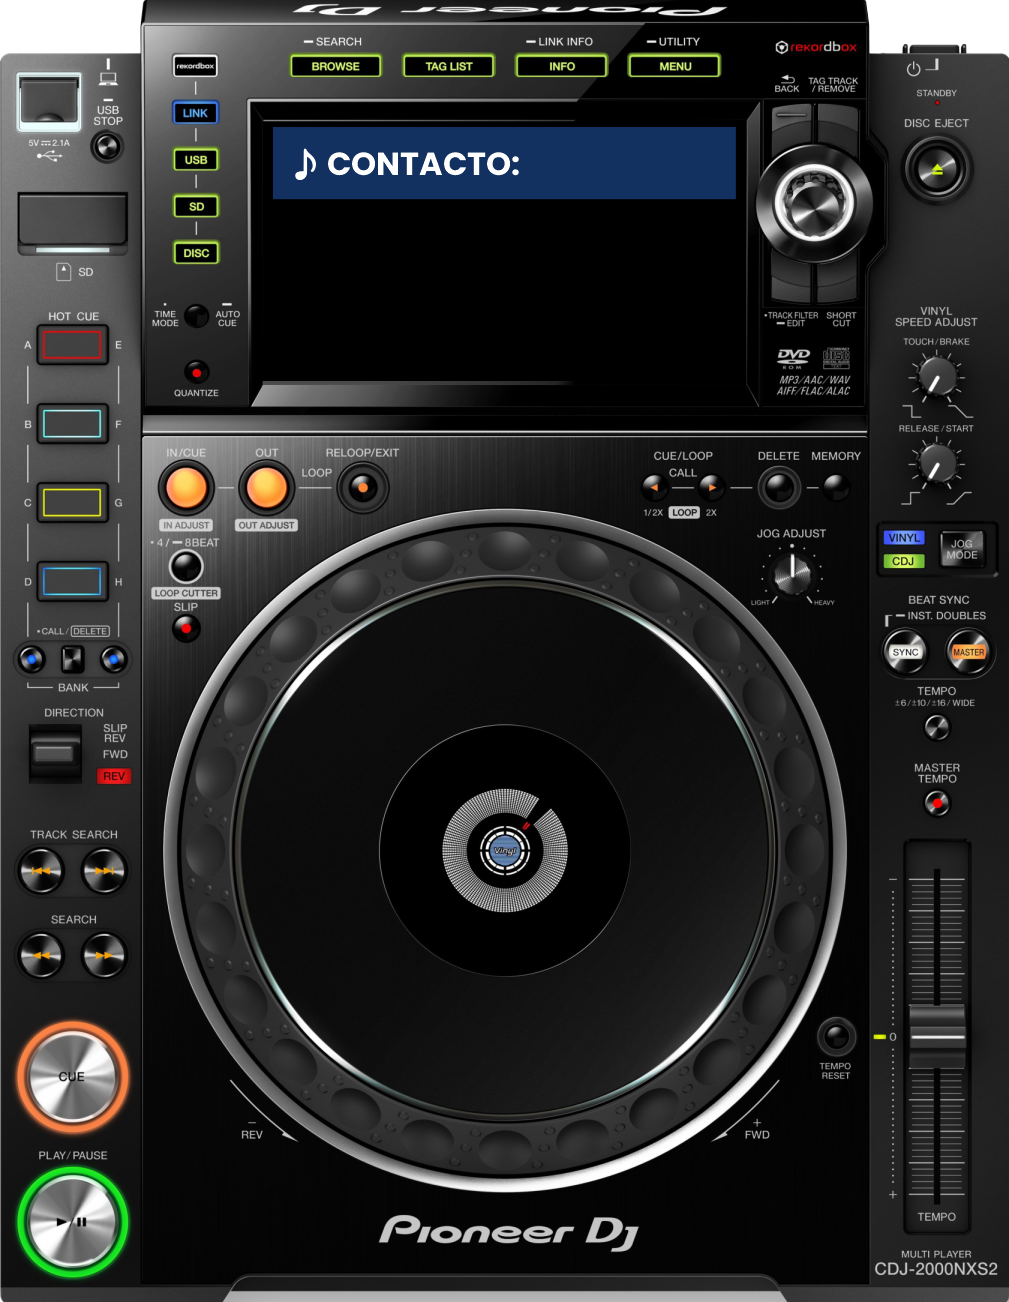 Pioneer Dj
SEARCH
LINK INFO
UTILITY
rekordbox
rekordbox
BROWSE
TAG LIST
INFO
MENU
BACK
TAG TRACK
/ REMOVE
STANDBY
DISC EJECT
USB
STOP
5V 2.1A
LINK
USB
SD
DISC
♪ CONTACTO:
SD
TIME
MODE
AUTO
CUE
QUANTIZE
•TRACK FILTER
EDIT
SHORT
CUT
DVD
ROM
COMPACT
disc
MP3/AAC/WAV
AIFF/FLAC/ALAC
HOT CUE
A E
B F
C G
D H
•CALL/DELETE
BANK
VINYL
SPEED ADJUST
TOUCH/BRAKE
RELEASE/START
IN/CUE
OUT
LOOP
RELOOP/EXIT
IN ADJUST
OUT ADJUST
• 4/ 8BEAT
LOOP CUTTER
SLIP
CUE/LOOP
CALL
1/2X LOOP 2X
DELETE
MEMORY
JOG ADJUST
LIGHT
HEAVY
VINYL
CDJ
JOG
MODE
BEAT SYNC
INST. DOUBLES
SYNC
MASTER
TEMPO
±6/±10/±16/WIDE
MASTER
TEMPO
DIRECTION
SLIP
REV
FWD
REV
TRACK SEARCH
SEARCH
Vinyl
CUE
PLAY/PAUSE
− REV
+ FWD
TEMPO
RESET
−
0
+
TEMPO
Pioneer Dj
MULTI PLAYER
CDJ-2000NXS2